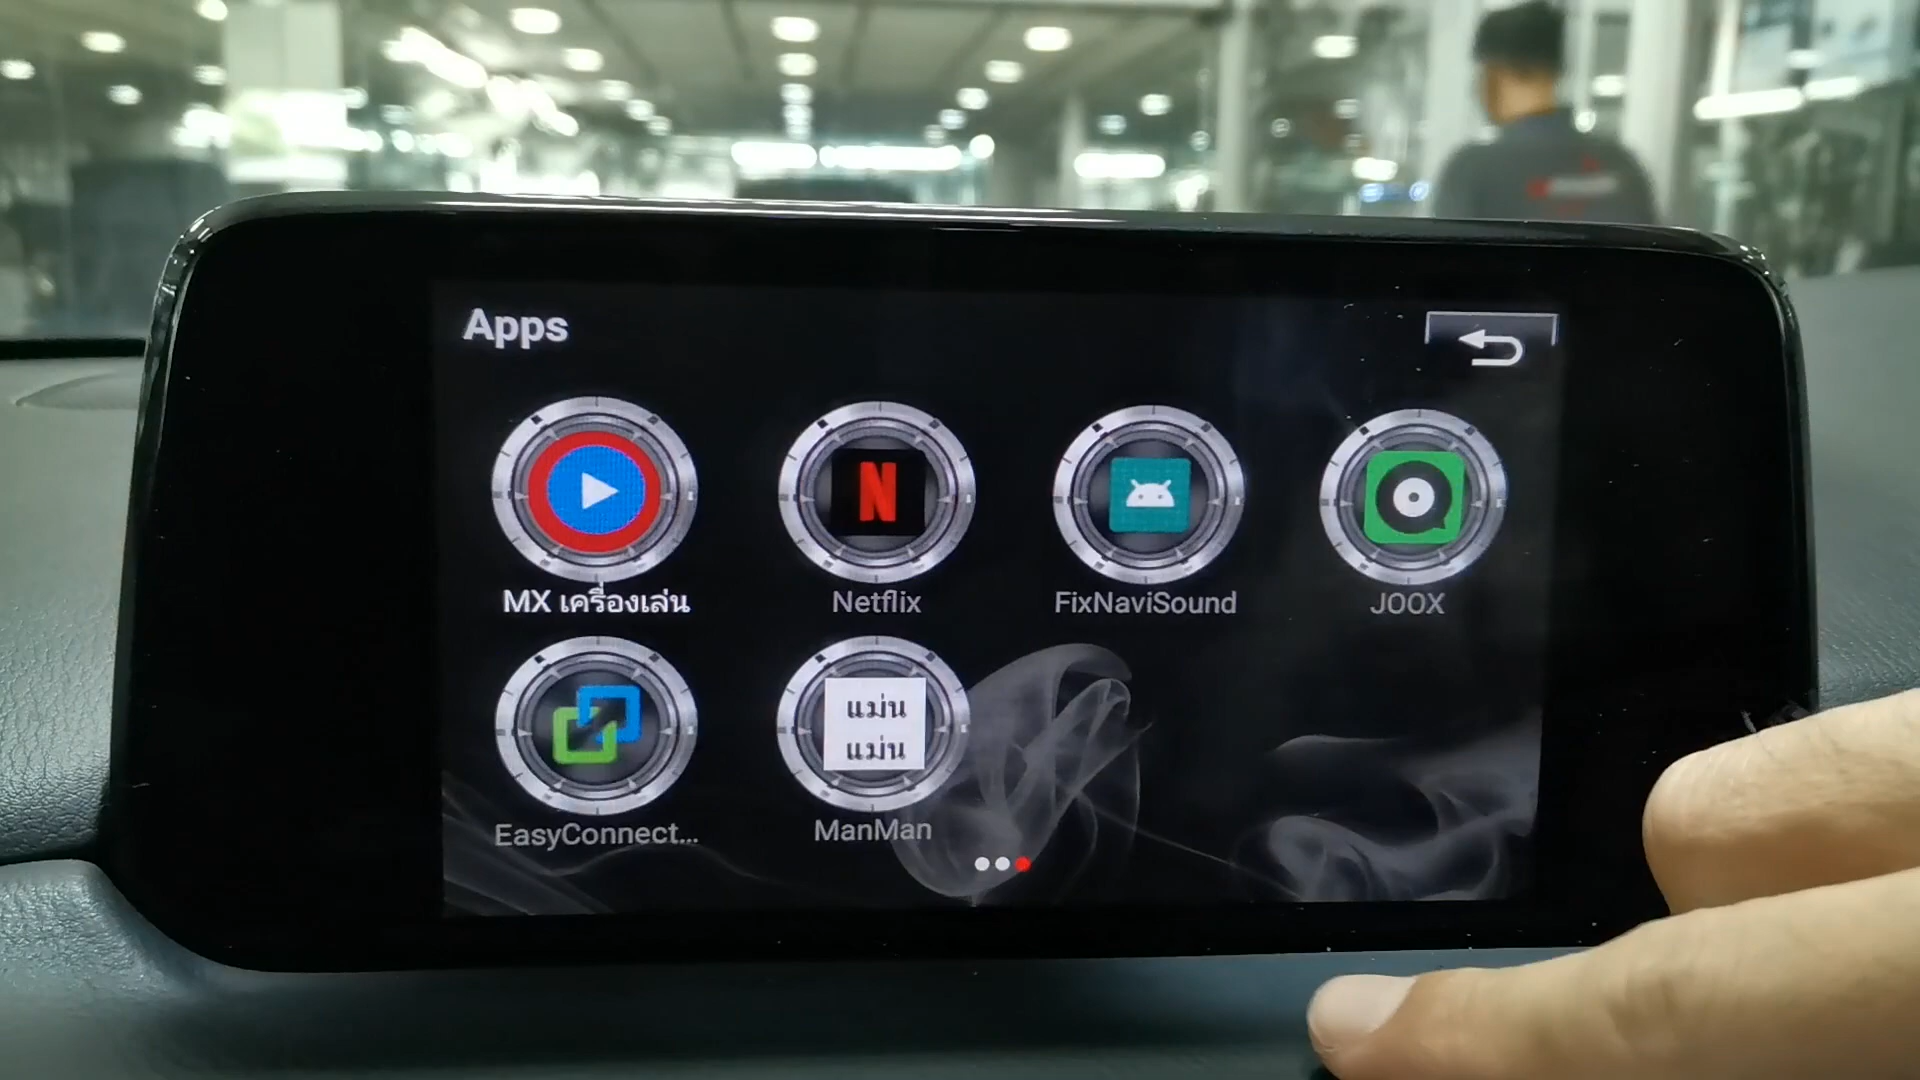 Apps
MX เครื่องเล่น
Netflix
FixNaviSound
JOOX
แม่น
แม่น
EasyConnect...
ManMan